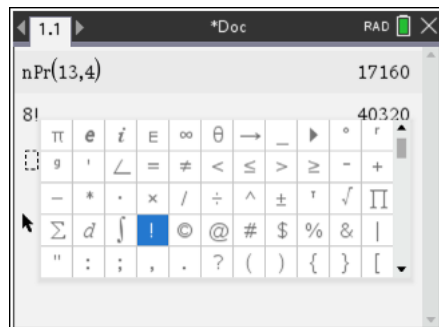 1.1 *Doc RAD
nPr(13,4) 17160
8! 40320
π e i E ∞ θ → _ ▶ ° r
g ' ∠ = ≠ < ≤ > ≥ - +
− * · × / ÷ ^ ± T √ ∏
∑ d ∫ ! © @ # $ % & |
" : ; , . ? ( ) { } [